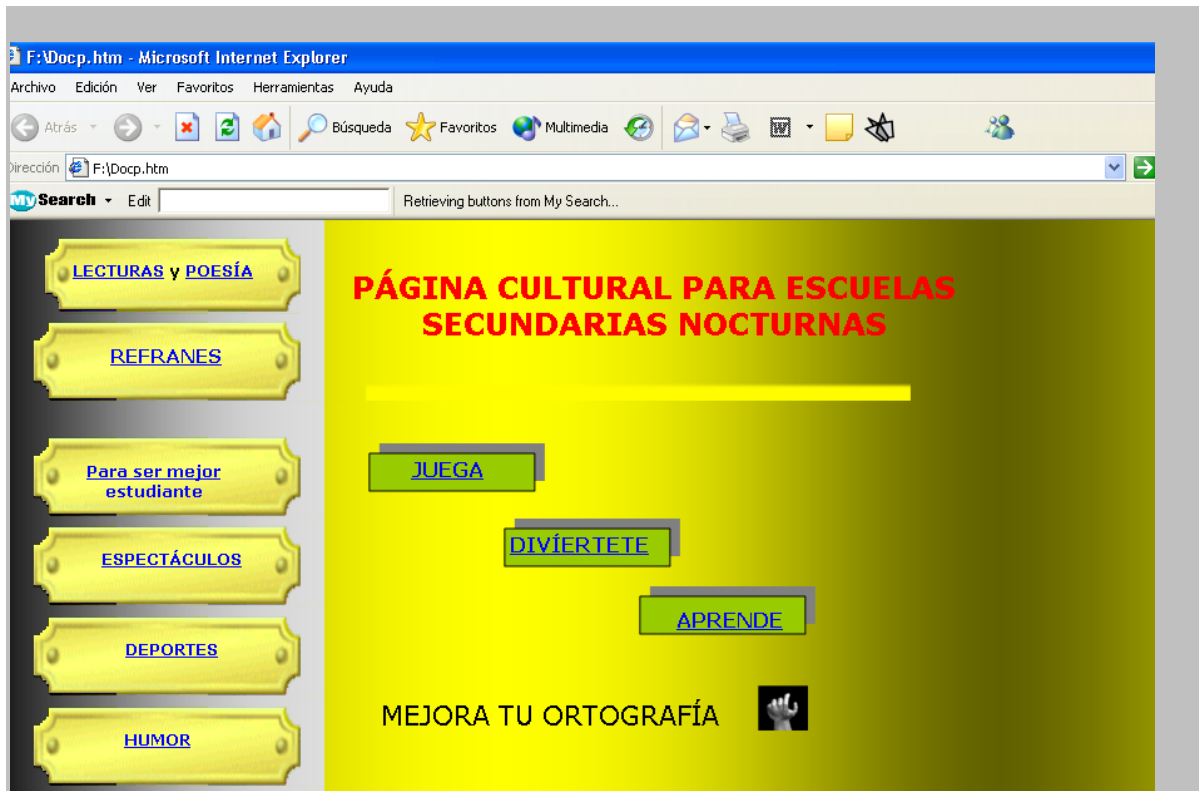 F:\Docp.htm - Microsoft Internet Explorer
Archivo Edición Ver Favoritos Herramientas Ayuda
Atrás Búsqueda Favoritos Multimedia
Dirección F:\Docp.htm
My Search Edit Retrieving buttons from My Search...
LECTURAS y POESÍA
REFRANES
Para ser mejor
estudiante
ESPECTÁCULOS
DEPORTES
HUMOR
PÁGINA CULTURAL PARA ESCUELAS
SECUNDARIAS NOCTURNAS
JUEGA
DIVÍERTETE
APRENDE
MEJORA TU ORTOGRAFÍA